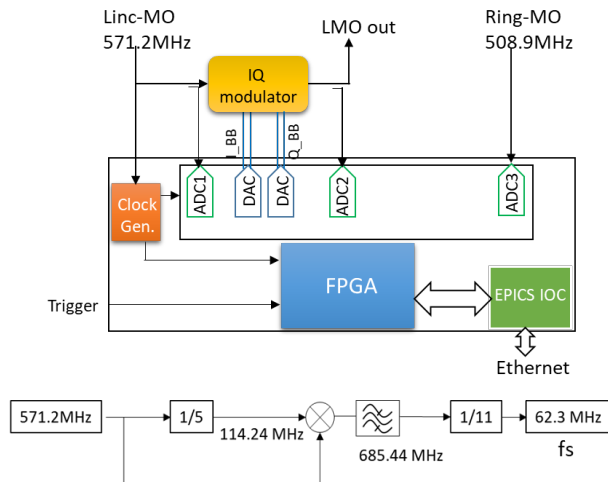 Linc-MO
571.2MHz
LMO out
Ring-MO
508.9MHz
IQ
modulator
I_BB
Q_BB
ADC1
DAC
DAC
ADC2
ADC3
Clock
Gen.
FPGA
EPICS IOC
Trigger
Ethernet
571.2MHz
1/5
114.24 MHz
685.44 MHz
1/11
62.3 MHz
fs